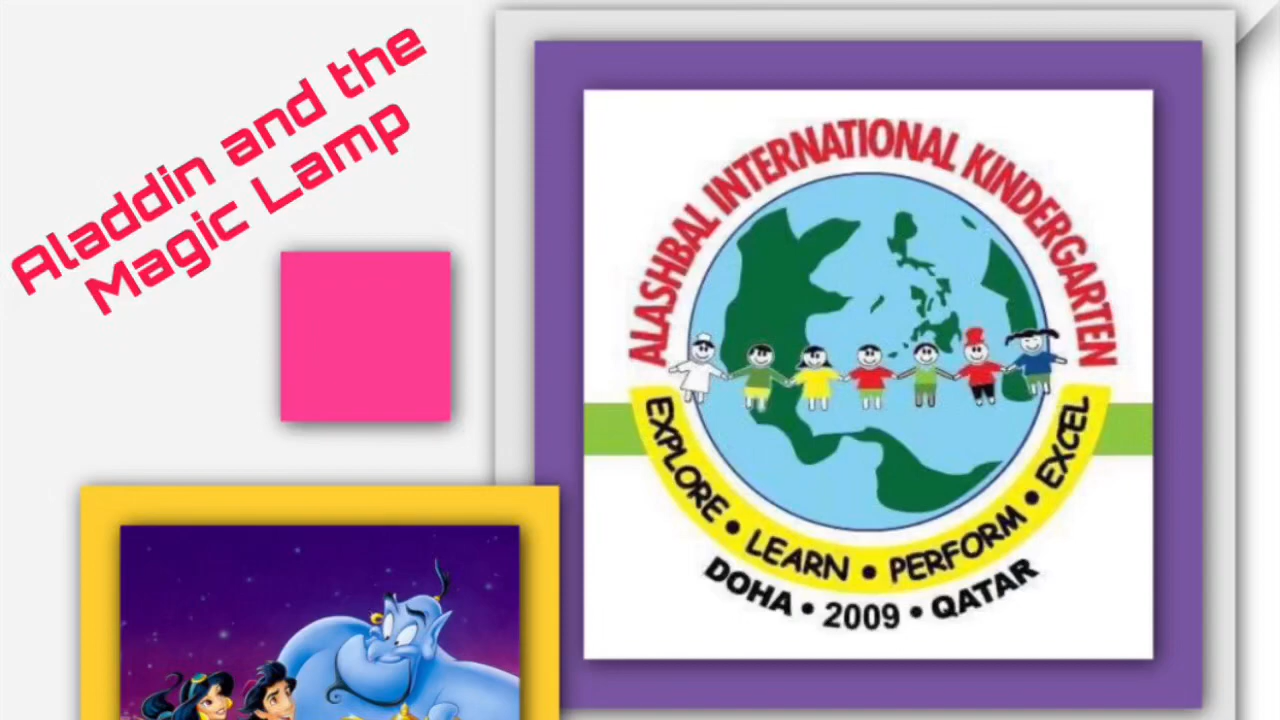 Aladdin and the
Magic Lamp
ALASHBAL INTERNATIONAL KINDERGARTEN
EXPLORE • LEARN • PERFORM • EXCEL
DOHA • 2009 • QATAR